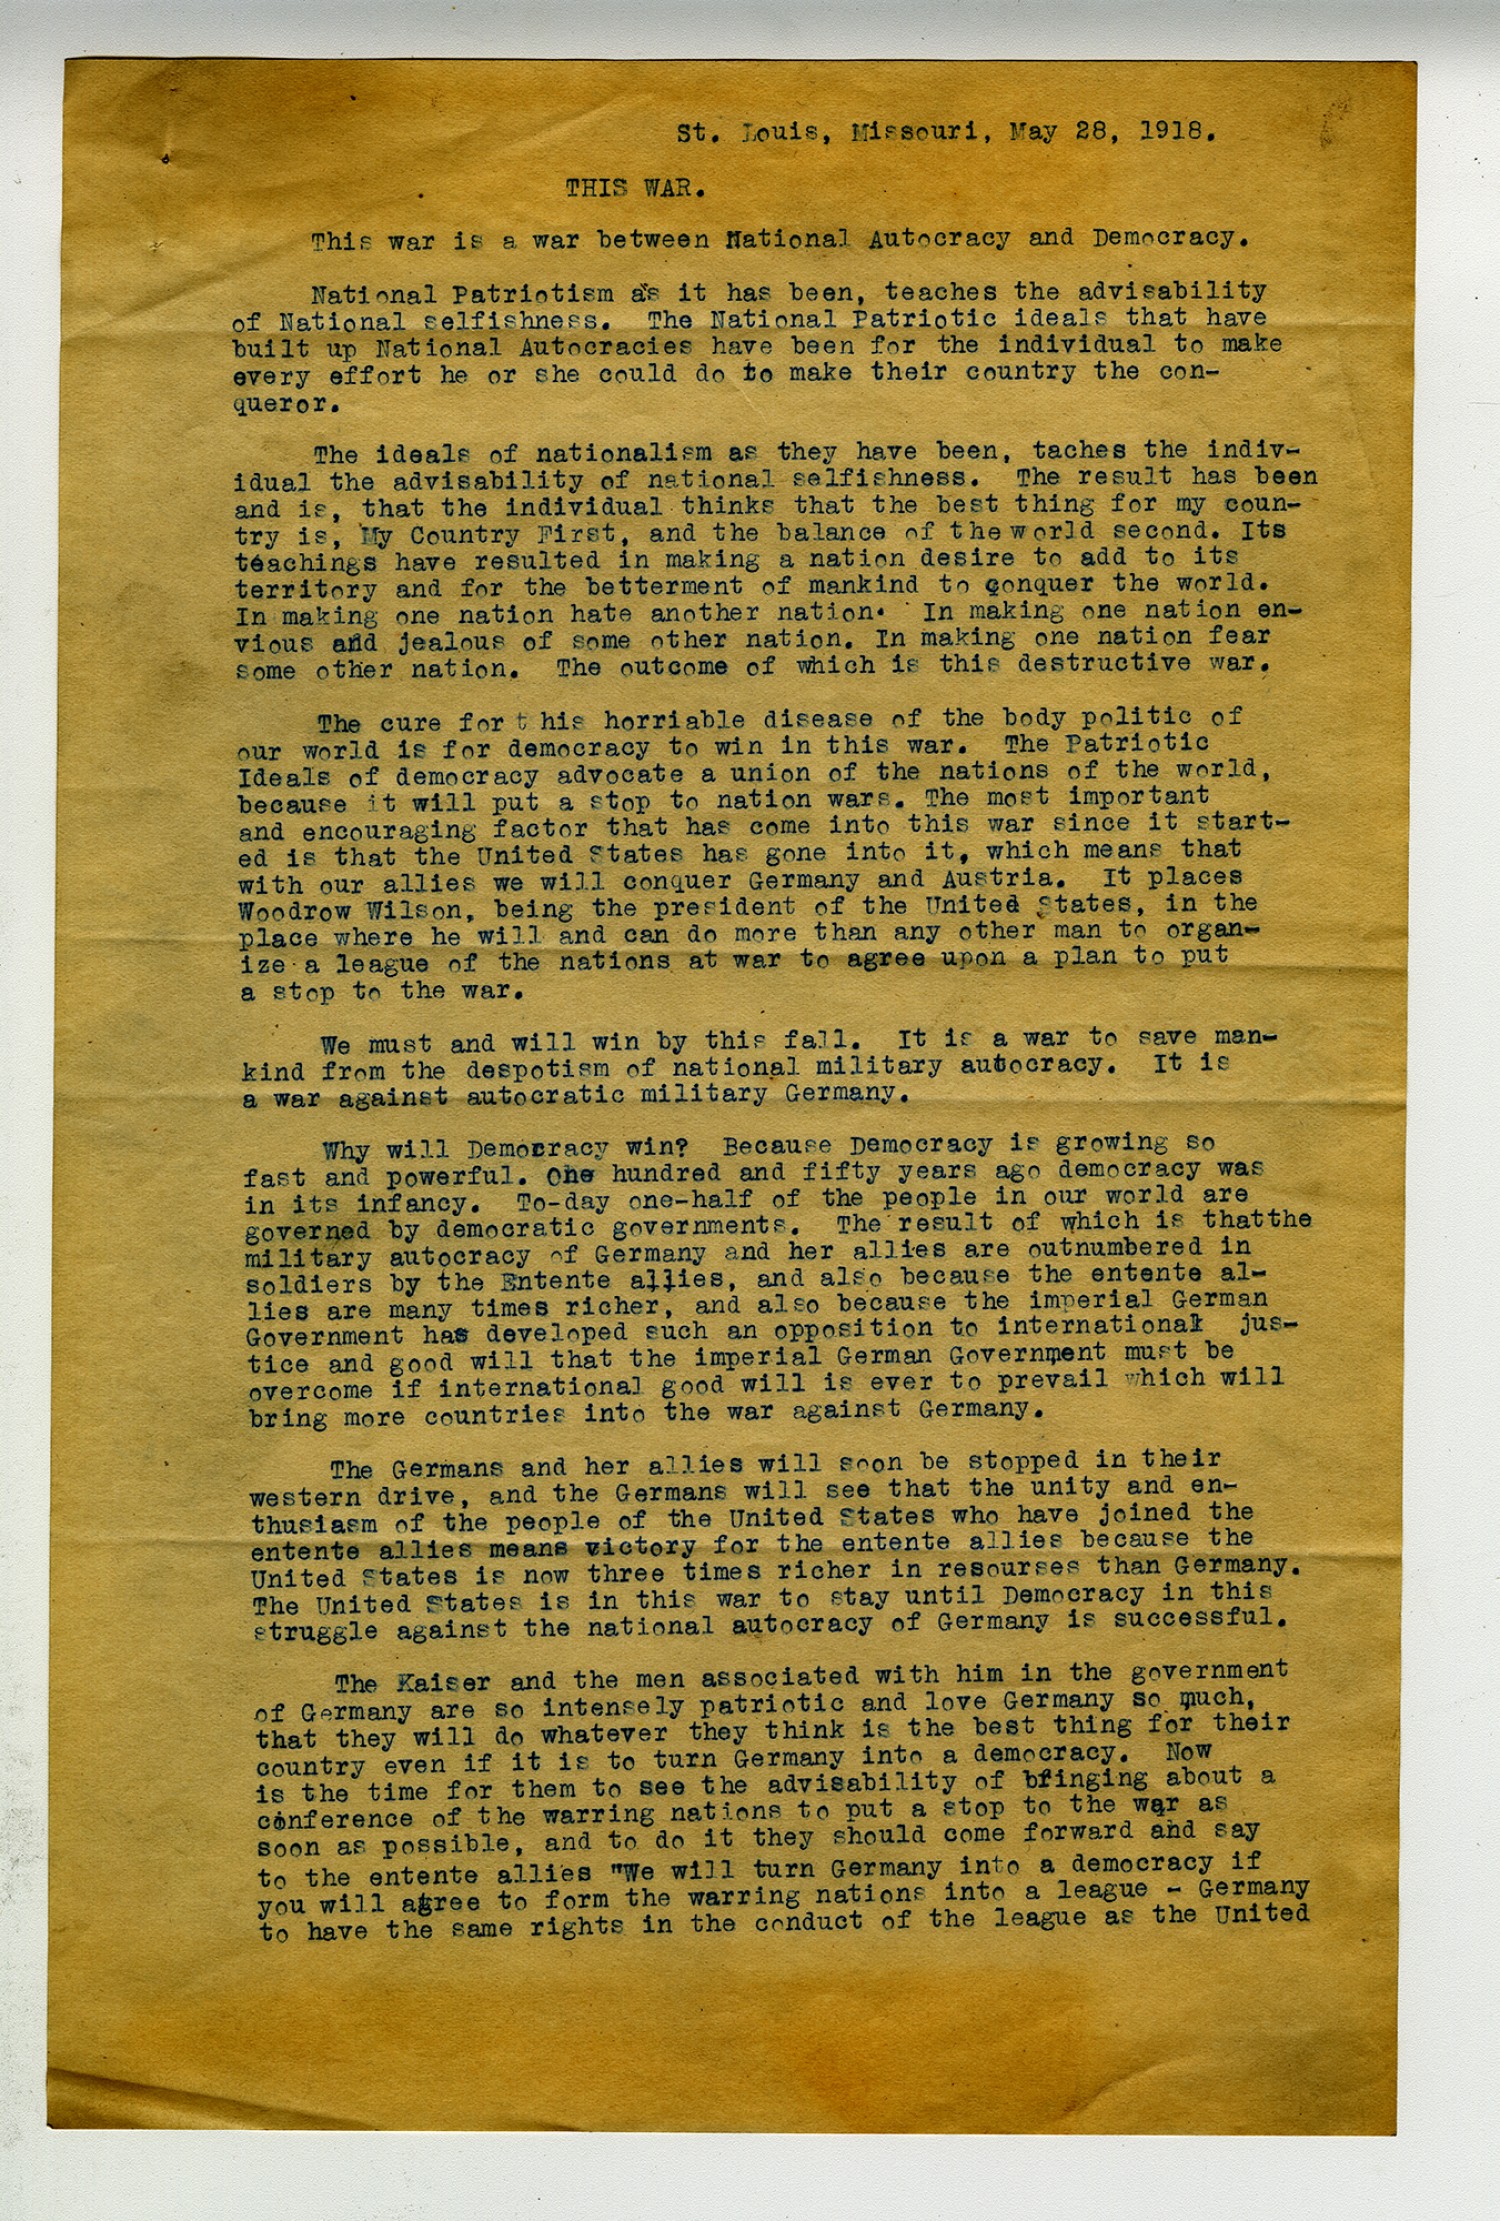 St. Louis, Missouri, May 28, 1918.
THIS WAR.
This war is a war between National Autocracy and Democracy.
National Patriotism as it has been, teaches the advisability
of National selfishness. The National Patriotic ideals that have
built up National Autocracies have been for the individual to make
every effort he or she could do to make their country the con-
queror.
The ideals of nationalism as they have been, taches the indiv-
idual the advisability of national selfishness. The result has been
and is, that the individual thinks that the best thing for my coun-
try is, My Country First, and the balance of the world second. Its
teachings have resulted in making a nation desire to add to its
territory and for the betterment of mankind to conquer the world.
In making one nation hate another nation. In making one nation en-
vious and jealous of some other nation. In making one nation fear
some other nation. The outcome of which is this destructive war.
The cure for t his horriable disease of the body politic of
our world is for democracy to win in this war. The Patriotic
Ideals of democracy advocate a union of the nations of the world,
because it will put a stop to nation wars. The most important
and encouraging factor that has come into this war since it start-
ed is that the United States has gone into it, which means that
with our allies we will conquer Germany and Austria. It places
Woodrow Wilson, being the president of the United States, in the
place where he will and can do more than any other man to organ-
ize a league of the nations at war to agree upon a plan to put
a stop to the war.
We must and will win by this fall. It is a war to save man-
kind from the despotism of national military autocracy. It is
a war against autocratic military Germany.
Why will Democracy win? Because Democracy is growing so
fast and powerful. One hundred and fifty years ago democracy was
in its infancy. To-day one-half of the people in our world are
governed by democratic governments. The result of which is thatthe
military autocracy of Germany and her allies are outnumbered in
soldiers by the Entente allies, and also because the entente al-
lies are many times richer, and also because the imperial German
Government has developed such an opposition to international jus-
tice and good will that the imperial German Government must be
overcome if international good will is ever to prevail which will
bring more countries into the war against Germany.
The Germans and her allies will soon be stopped in their
western drive, and the Germans will see that the unity and en-
thusiasm of the people of the United States who have joined the
entente allies means victory for the entente allies because the
United States is now three times richer in resourses than Germany.
The United States is in this war to stay until Democracy in this
struggle against the national autocracy of Germany is successful.
The Kaiser and the men associated with him in the government
of Germany are so intensely patriotic and love Germany so much,
that they will do whatever they think is the best thing for their
country even if it is to turn Germany into a democracy. Now
is the time for them to see the advisability of bringing about a
conference of the warring nations to put a stop to the war as
soon as possible, and to do it they should come forward and say
to the entente allies "We will turn Germany into a democracy if
you will agree to form the warring nations into a league - Germany
to have the same rights in the conduct of the league as the United